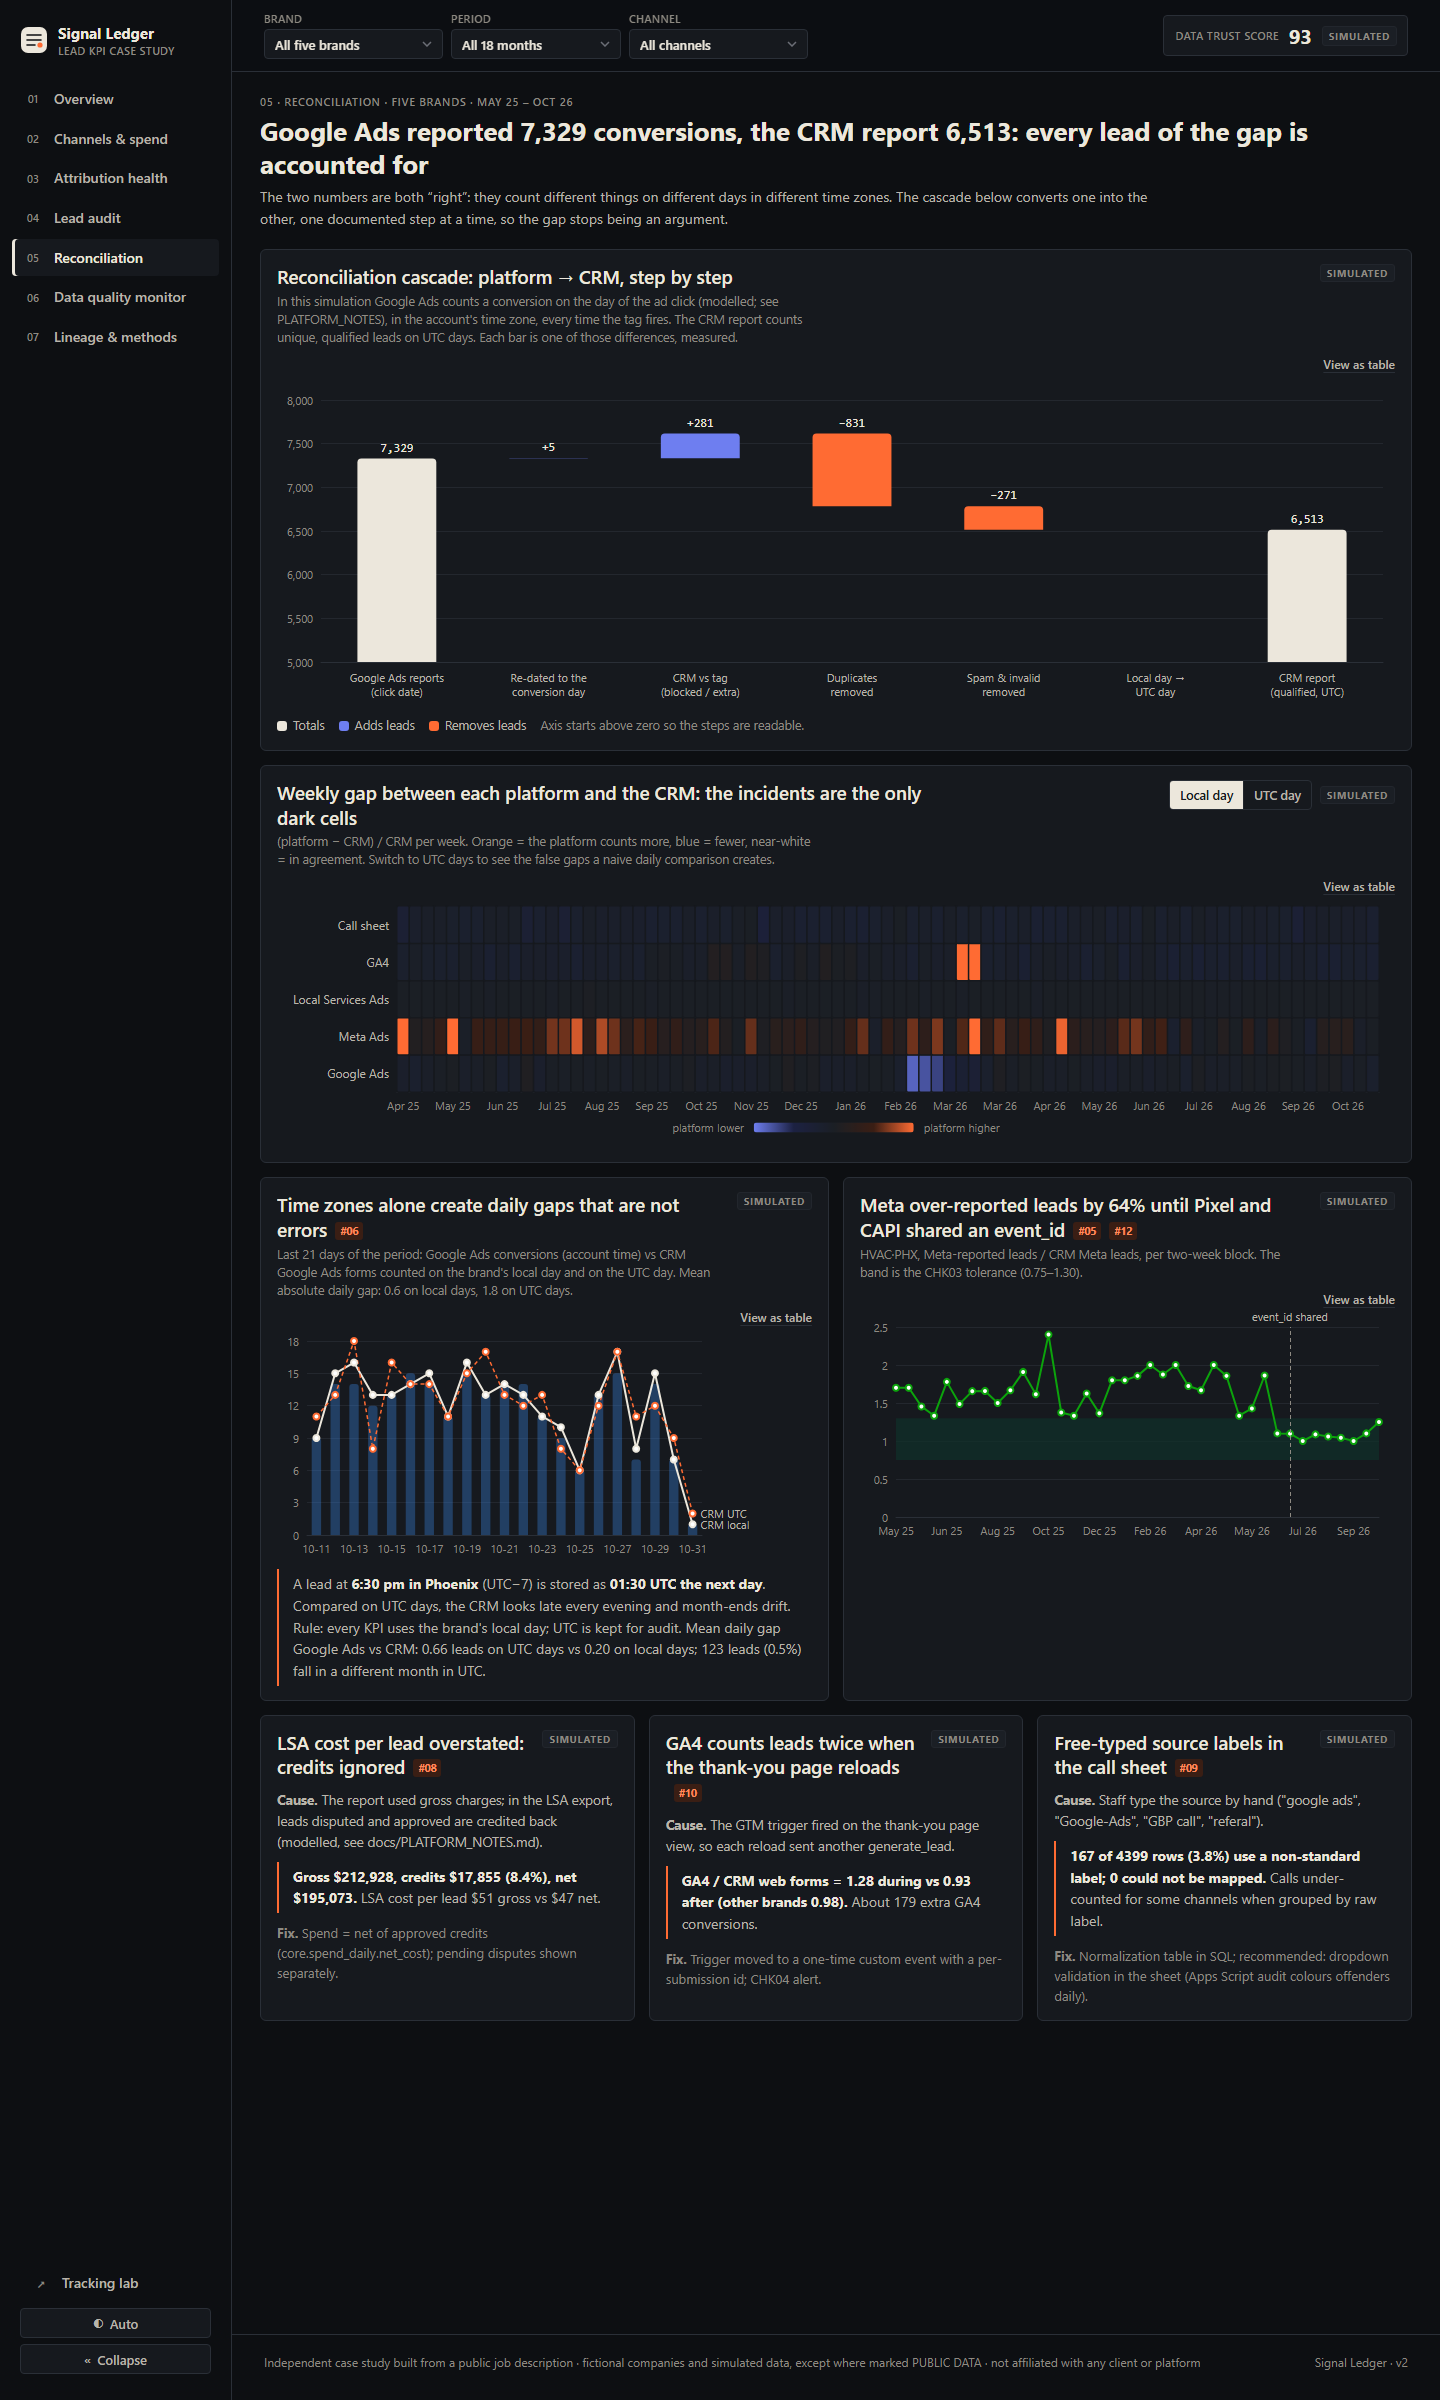 Signal Ledger
LEAD KPI CASE STUDY
01 Overview
02 Channels & spend
03 Attribution health
04 Lead audit
05 Reconciliation
06 Data quality monitor
07 Lineage & methods
Tracking lab
Auto
« Collapse
BRAND
All five brands
PERIOD
All 18 months
CHANNEL
All channels
DATA TRUST SCORE 93 SIMULATED
05 · RECONCILIATION · FIVE BRANDS · MAY 25 – OCT 26
Google Ads reported 7,329 conversions, the CRM report 6,513: every lead of the gap is
accounted for
The two numbers are both “right”: they count different things on different days in different time zones. The cascade below converts one into the
other, one documented step at a time, so the gap stops being an argument.
Reconciliation cascade: platform → CRM, step by step
SIMULATED
In this simulation Google Ads counts a conversion on the day of the ad click (modelled; see
PLATFORM_NOTES), in the account's time zone, every time the tag fires. The CRM report counts
unique, qualified leads on UTC days. Each bar is one of those differences, measured.
View as table
8,000
7,500
7,000
6,500
6,000
5,500
5,000
7,329
+5
+281
−831
−271
6,513
Google Ads reports
(click date)
Re-dated to the
conversion day
CRM vs tag
(blocked / extra)
Duplicates
removed
Spam & invalid
removed
Local day →
UTC day
CRM report
(qualified, UTC)
Totals Adds leads Removes leads Axis starts above zero so the steps are readable.
Weekly gap between each platform and the CRM: the incidents are the only
dark cells
Local day UTC day SIMULATED
(platform − CRM) / CRM per week. Orange = the platform counts more, blue = fewer, near-white
= in agreement. Switch to UTC days to see the false gaps a naive daily comparison creates.
View as table
Call sheet
GA4
Local Services Ads
Meta Ads
Google Ads
Apr 25 May 25 Jun 25 Jul 25 Aug 25 Sep 25 Oct 25 Nov 25 Dec 25 Jan 26 Feb 26 Mar 26 Mar 26 Apr 26 May 26 Jun 26 Jul 26 Aug 26 Sep 26 Oct 26
platform lower platform higher
Time zones alone create daily gaps that are not
errors #06
SIMULATED
Last 21 days of the period: Google Ads conversions (account time) vs CRM
Google Ads forms counted on the brand's local day and on the UTC day. Mean
absolute daily gap: 0.6 on local days, 1.8 on UTC days.
View as table
18
15
12
9
6
3
0
CRM UTC
CRM local
10-11 10-13 10-15 10-17 10-19 10-21 10-23 10-25 10-27 10-29 10-31
A lead at 6:30 pm in Phoenix (UTC−7) is stored as 01:30 UTC the next day.
Compared on UTC days, the CRM looks late every evening and month-ends drift.
Rule: every KPI uses the brand's local day; UTC is kept for audit. Mean daily gap
Google Ads vs CRM: 0.66 leads on UTC days vs 0.20 on local days; 123 leads (0.5%)
fall in a different month in UTC.
Meta over-reported leads by 64% until Pixel and
CAPI shared an event_id #05 #12
SIMULATED
HVAC-PHX, Meta-reported leads / CRM Meta leads, per two-week block. The
band is the CHK03 tolerance (0.75–1.30).
View as table
event_id shared
2.5
2
1.5
1
0.5
0
May 25 Jun 25 Aug 25 Oct 25 Dec 25 Feb 26 Apr 26 May 26 Jul 26 Sep 26
LSA cost per lead overstated:
credits ignored #08
SIMULATED
Cause. The report used gross charges; in the LSA export,
leads disputed and approved are credited back
(modelled, see docs/PLATFORM_NOTES.md).
Gross $212,928, credits $17,855 (8.4%), net
$195,073. LSA cost per lead $51 gross vs $47 net.
Fix. Spend = net of approved credits
(core.spend_daily.net_cost); pending disputes shown
separately.
GA4 counts leads twice when
the thank-you page reloads
#10
SIMULATED
Cause. The GTM trigger fired on the thank-you page
view, so each reload sent another generate_lead.
GA4 / CRM web forms = 1.28 during vs 0.93
after (other brands 0.98). About 179 extra GA4
conversions.
Fix. Trigger moved to a one-time custom event with a per-
submission id; CHK04 alert.
Free-typed source labels in
the call sheet #09
SIMULATED
Cause. Staff type the source by hand ("google ads",
"Google-Ads", "GBP call", "referal").
167 of 4399 rows (3.8%) use a non-standard
label; 0 could not be mapped. Calls under-
counted for some channels when grouped by raw
label.
Fix. Normalization table in SQL; recommended: dropdown
validation in the sheet (Apps Script audit colours offenders
daily).
Independent case study built from a public job description · fictional companies and simulated data, except where marked PUBLIC DATA · not affiliated with any client or platform
Signal Ledger · v2